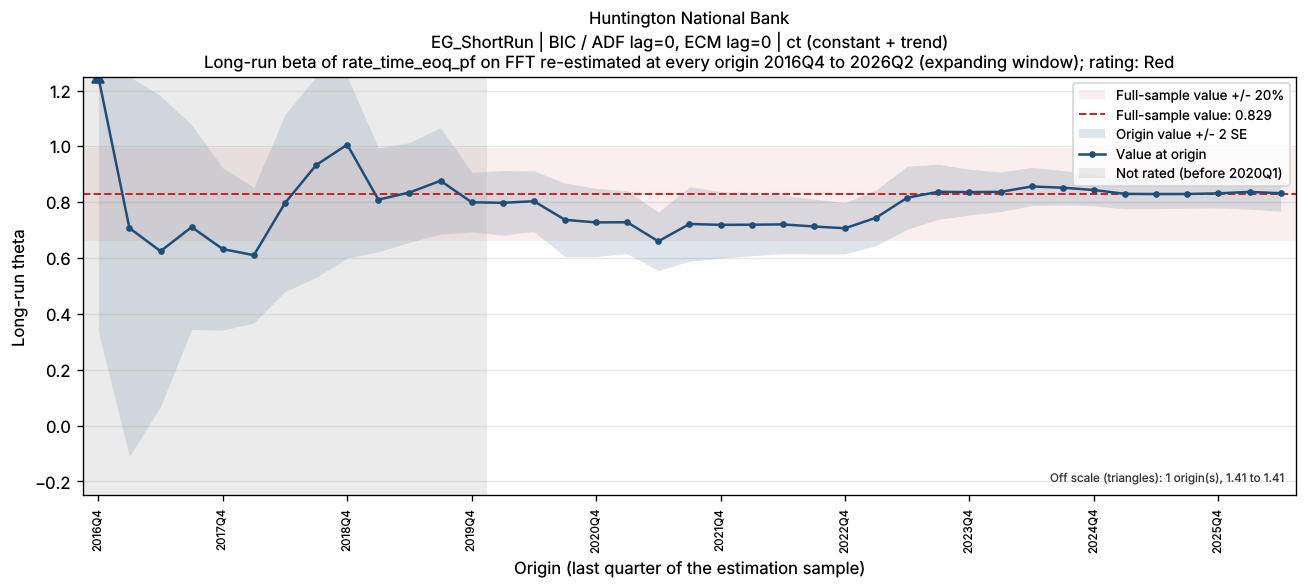 Huntington National Bank
EG_ShortRun | BIC / ADF lag=0, ECM lag=0 | ct (constant + trend)
Long-run beta of rate_time_eoq_pf on FFT re-estimated at every origin 2016Q4 to 2026Q2 (expanding window); rating: Red
Full-sample value +/- 20%
Full-sample value: 0.829
Origin value +/- 2 SE
Value at origin
Not rated (before 2020Q1)
Long-run theta
1.2
1.0
0.8
0.6
0.4
0.2
0.0
−0.2
Off scale (triangles): 1 origin(s), 1.41 to 1.41
2016Q4
2017Q4
2018Q4
2019Q4
2020Q4
2021Q4
2022Q4
2023Q4
2024Q4
2025Q4
Origin (last quarter of the estimation sample)